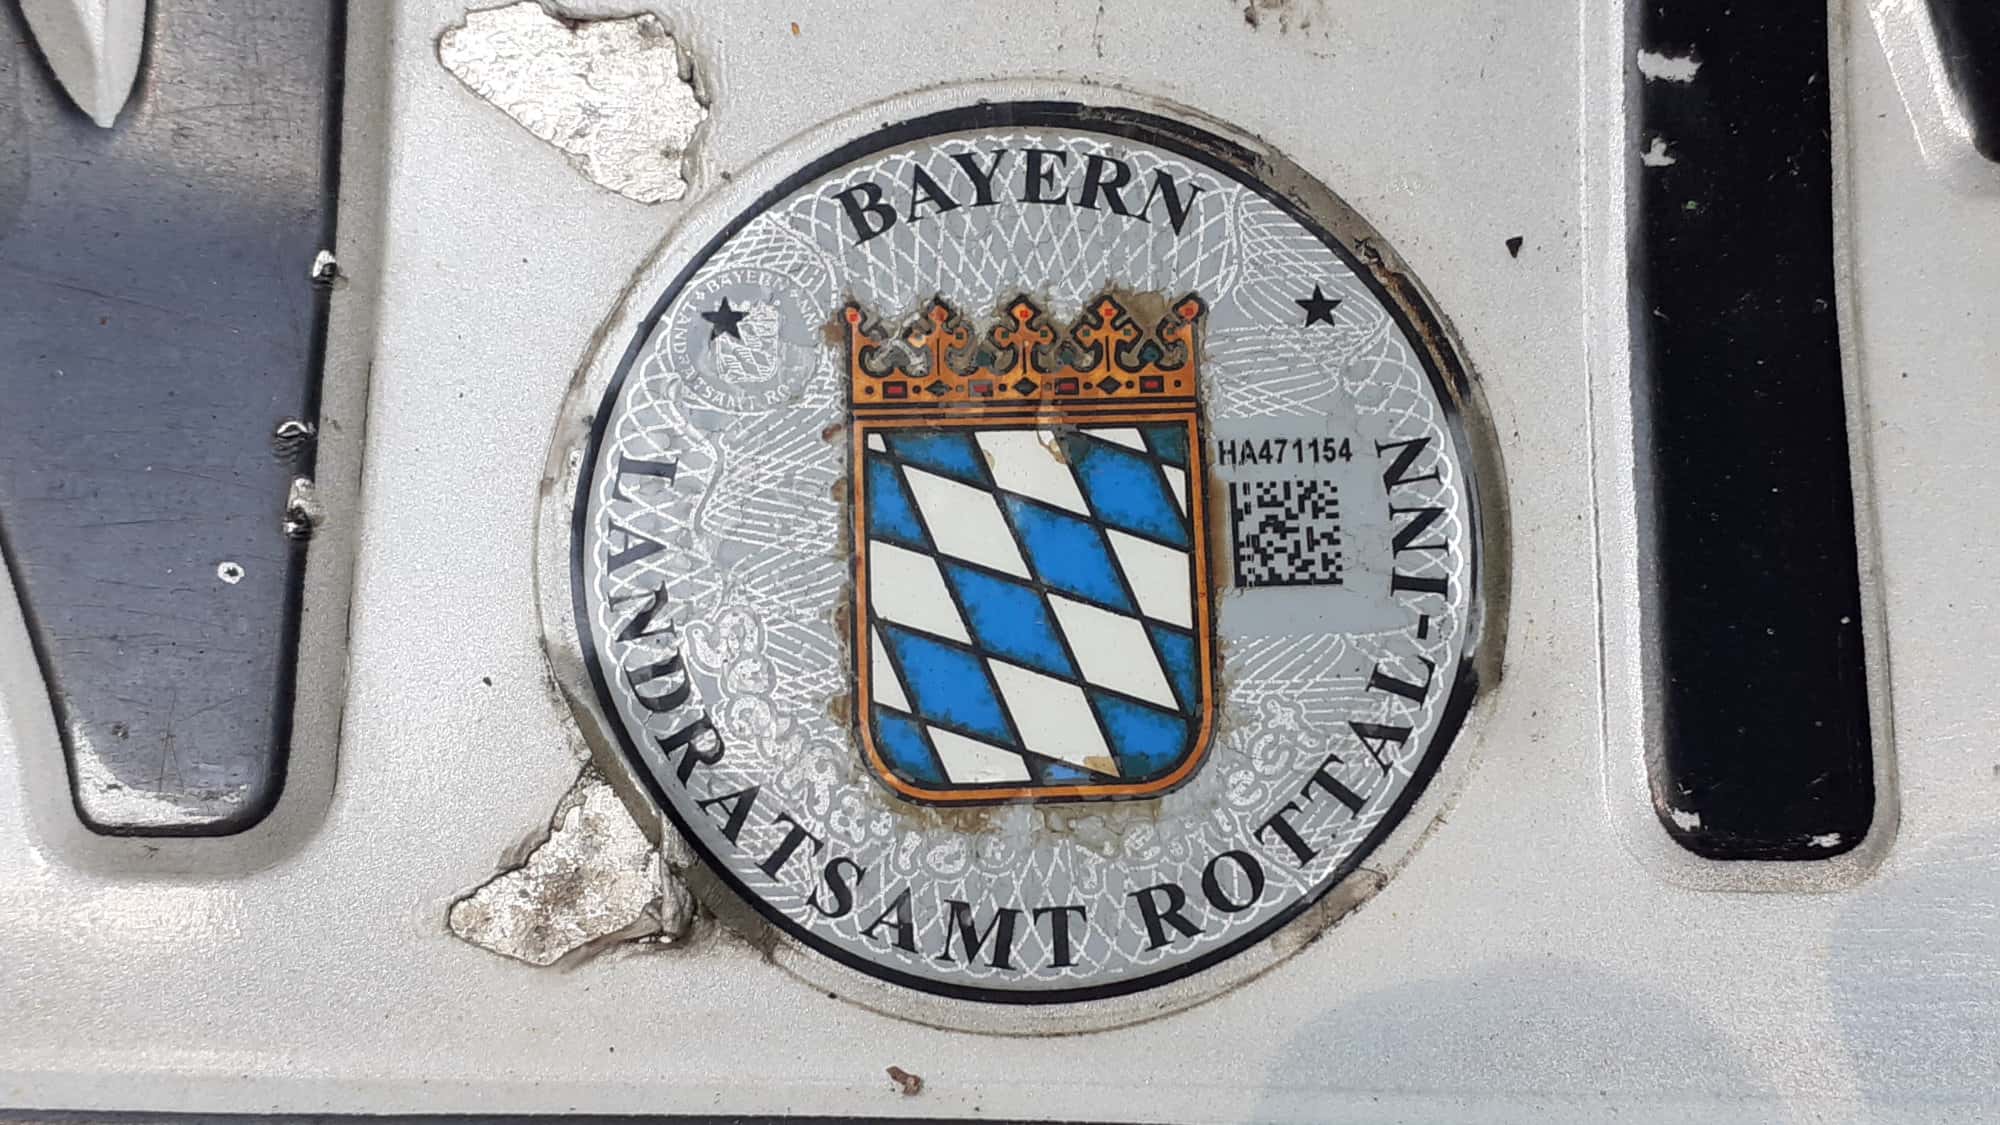 BAYERN
HA471154
LANDRATSAMT ROTTAL-INN